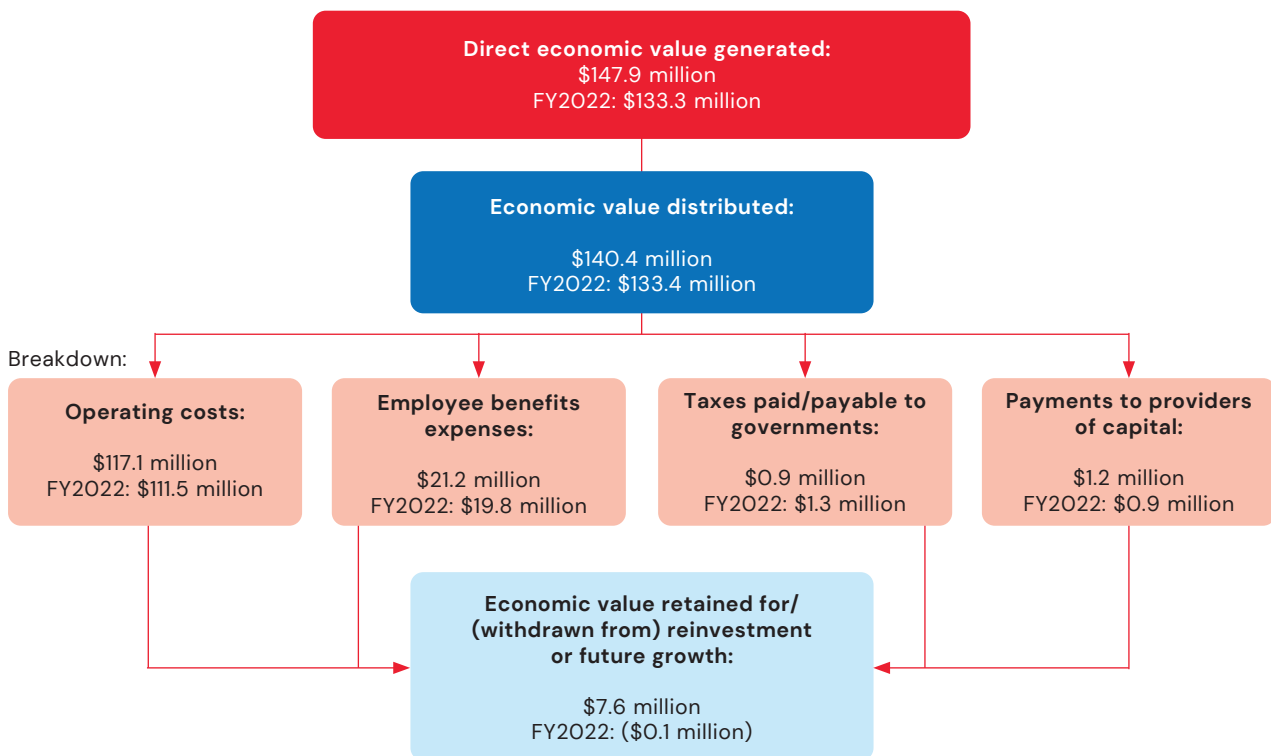 Direct economic value generated:
$147.9 million
FY2022: $133.3 million
Economic value distributed:
$140.4 million
FY2022: $133.4 million
Breakdown:
Operating costs:
$117.1 million
FY2022: $111.5 million
Employee benefits
expenses:
$21.2 million
FY2022: $19.8 million
Taxes paid/payable to
governments:
$0.9 million
FY2022: $1.3 million
Payments to providers
of capital:
$1.2 million
FY2022: $0.9 million
Economic value retained for/
(withdrawn from) reinvestment
or future growth:
$7.6 million
FY2022: ($0.1 million)